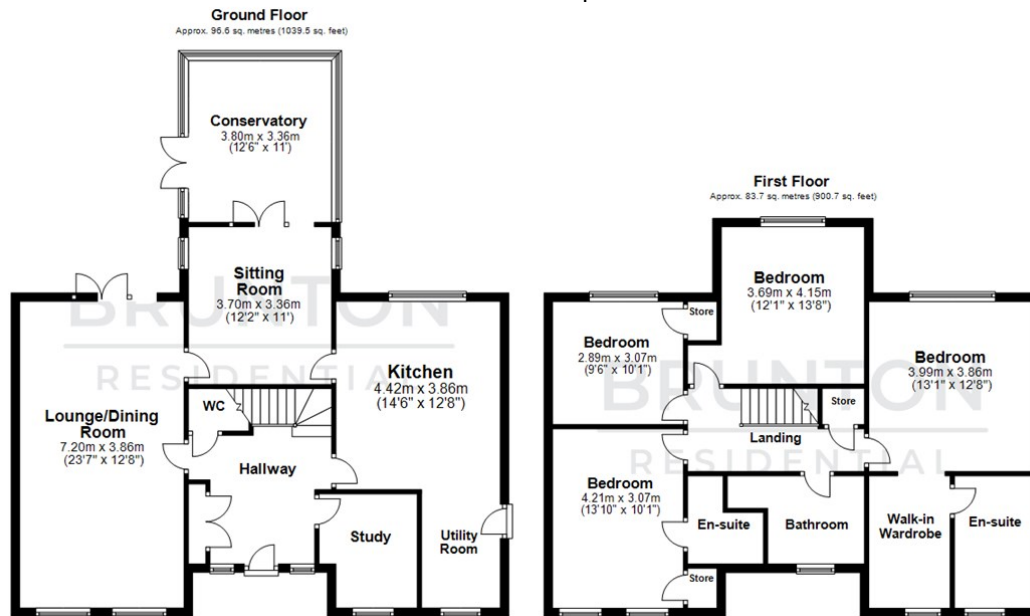 Ground Floor
Approx. 96.6 sq. metres (1039.5 sq. feet)
Conservatory
3.80m x 3.36m
(12'6" x 11')
Sitting
Room
3.70m x 3.36m
(12'2" x 11')
Kitchen
4.42m x 3.86m
(14'6" x 12'8")
WC
Lounge/Dining
Room
7.20m x 3.86m
(23'7" x 12'8")
Hallway
Study
Utility
Room
BRUNTON
RESIDENTIAL
First Floor
Approx. 83.7 sq. metres (900.7 sq. feet)
Bedroom
3.69m x 4.15m
(12'1" x 13'8")
Store
Bedroom
2.89m x 3.07m
(9'6" x 10'1")
Bedroom
3.99m x 3.86m
(13'1" x 12'8")
Store
Landing
Bedroom
4.21m x 3.07m
(13'10" x 10'1")
En-suite
Bathroom
Walk-in
Wardrobe
En-suite
Store
BRUNTON
RESIDENTIAL